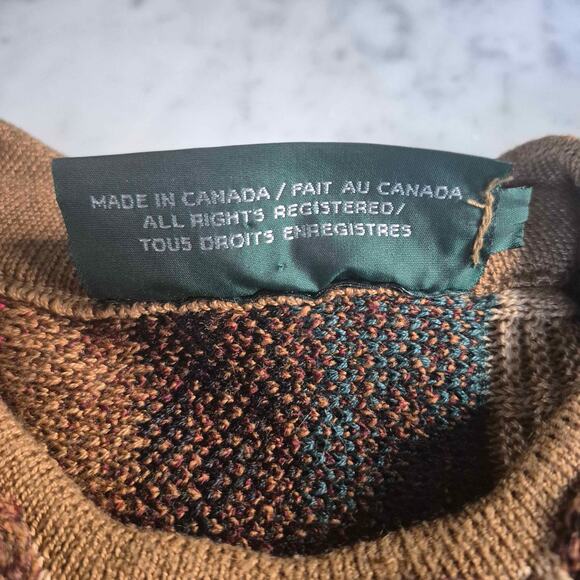 MADE IN CANADA / FAIT AU CANADA
ALL RIGHTS REGISTERED/
TOUS DROITS ENREGISTRES